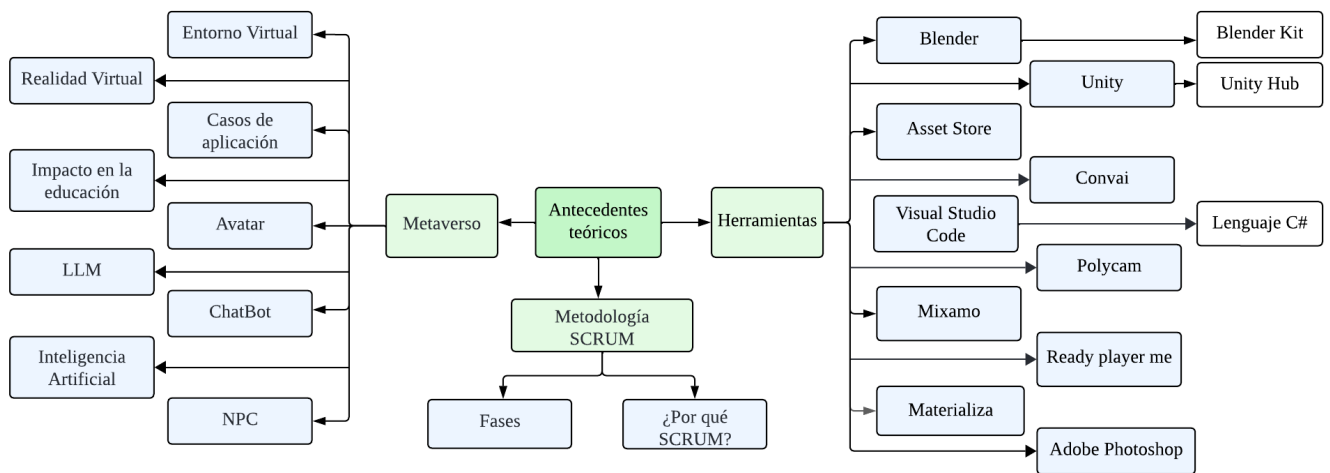 Entorno Virtual
Realidad Virtual
Casos de
aplicación
Impacto en la
educación
Avatar
LLM
ChatBot
Inteligencia
Artificial
NPC
Metaverso
Antecedentes
teóricos
Metodología
SCRUM
Fases
¿Por qué
SCRUM?
Herramientas
Blender
Blender Kit
Unity
Unity Hub
Asset Store
Convai
Visual Studio
Code
Lenguaje C#
Polycam
Mixamo
Ready player me
Materializa
Adobe Photoshop